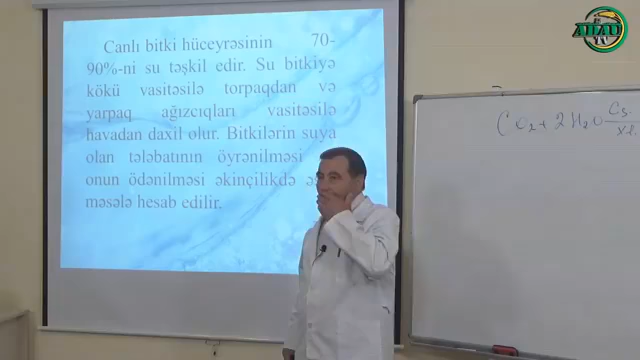 Canlı bitki hüceyrəsinin 70-
90%-ni su təşkil edir. Su bitkiyə
kökü vasitəsilə torpaqdan və
yarpaq ağızcıqları vasitəsilə
havadan daxil olur. Bitkilərin suya
olan tələbatının öyrənilməsi
onun ödənilməsi əkinçilikdə
məsələ hesab edilir.
CO₂+2H₂O
ADAU
TV